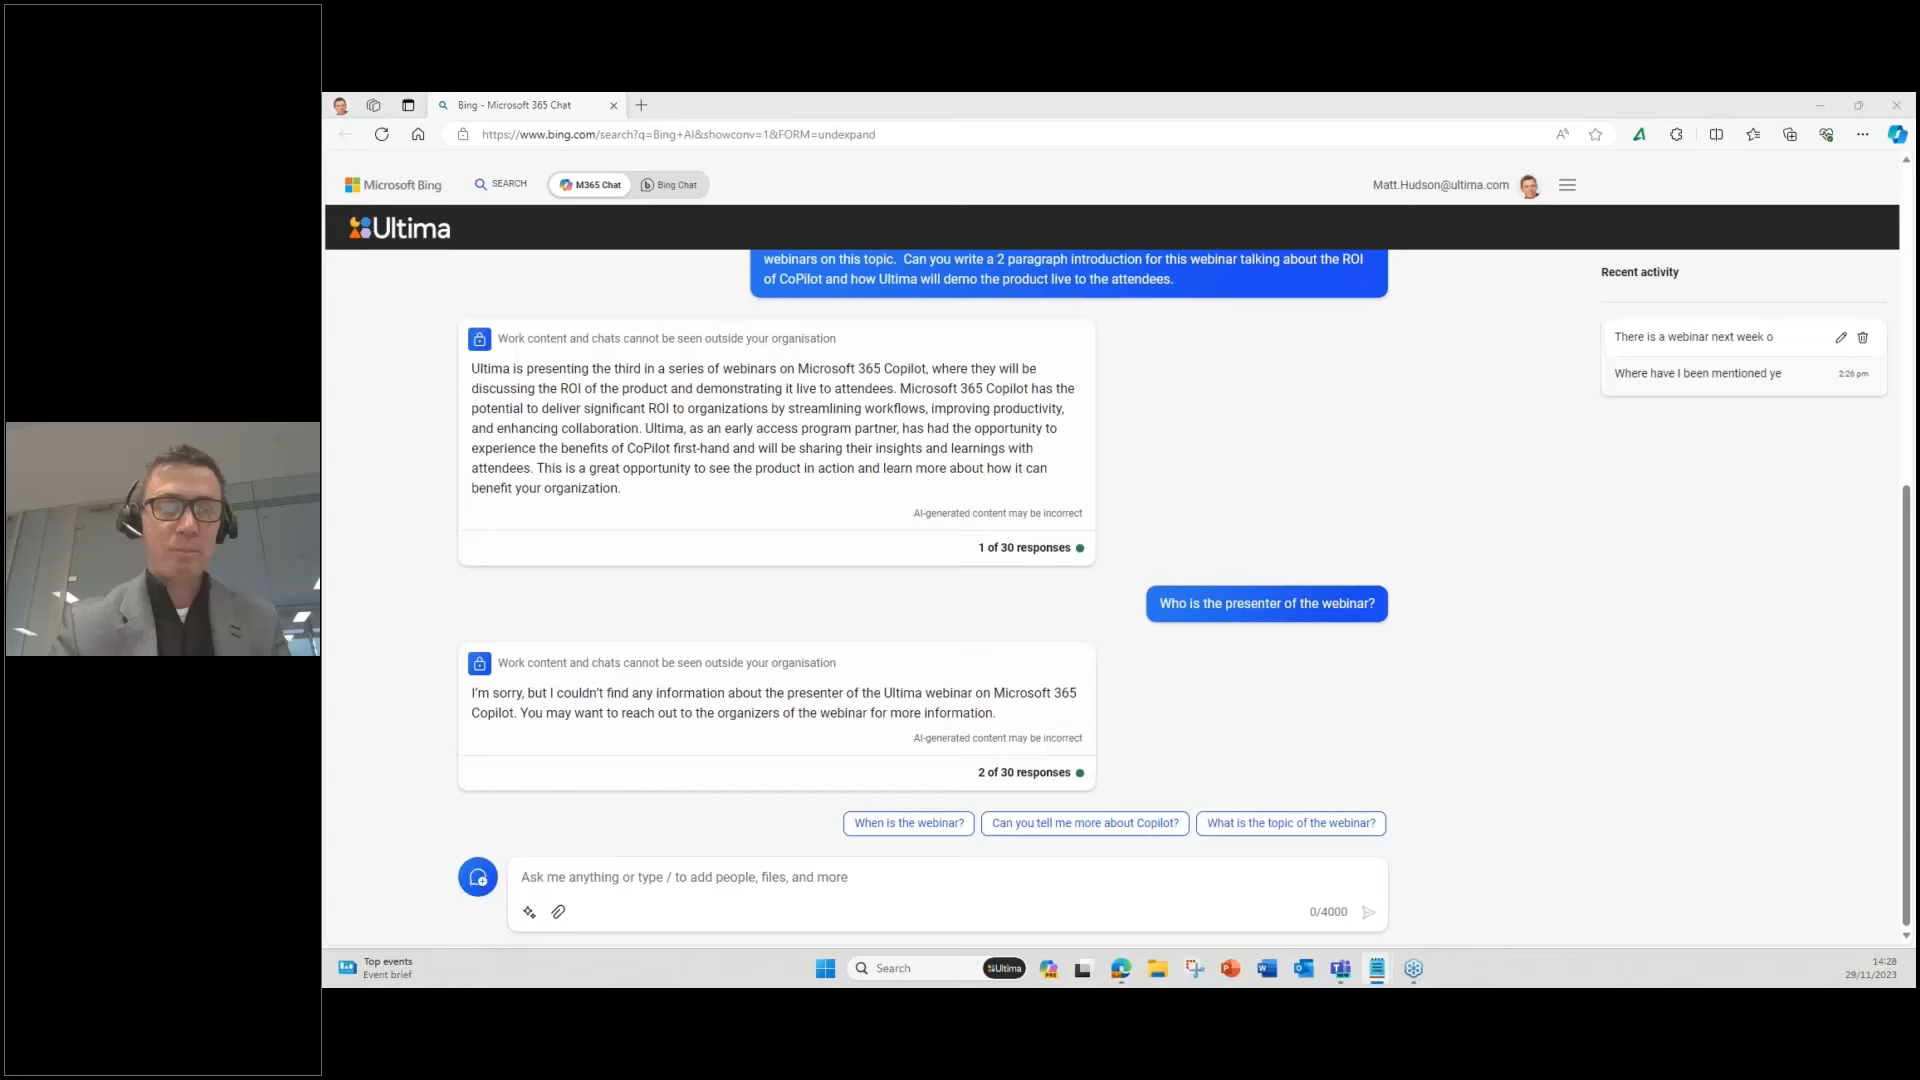 Bing - Microsoft 365 Chat
https://www.bing.com/search?q=Bing+AI&showconv=1&FORM=undexpand
Microsoft Bing
SEARCH
M365 Chat
Bing Chat
Matt.Hudson@ultima.com
Ultima
webinars on this topic. Can you write a 2 paragraph introduction for this webinar talking about the ROI
of CoPilot and how Ultima will demo the product live to the attendees.
Recent activity
There is a webinar next week o
Where have I been mentioned ye
2:26 pm
Work content and chats cannot be seen outside your organisation
Ultima is presenting the third in a series of webinars on Microsoft 365 Copilot, where they will be
discussing the ROI of the product and demonstrating it live to attendees. Microsoft 365 Copilot has the
potential to deliver significant ROI to organizations by streamlining workflows, improving productivity,
and enhancing collaboration. Ultima, as an early access program partner, has had the opportunity to
experience the benefits of CoPilot first-hand and will be sharing their insights and learnings with
attendees. This is a great opportunity to see the product in action and learn more about how it can
benefit your organization.
AI-generated content may be incorrect
1 of 30 responses
Who is the presenter of the webinar?
Work content and chats cannot be seen outside your organisation
I'm sorry, but I couldn't find any information about the presenter of the Ultima webinar on Microsoft 365
Copilot. You may want to reach out to the organizers of the webinar for more information.
AI-generated content may be incorrect
2 of 30 responses
When is the webinar?
Can you tell me more about Copilot?
What is the topic of the webinar?
Ask me anything or type / to add people, files, and more
0/4000
Top events
Event brief
Search
Ultima
14:28
29/11/2023